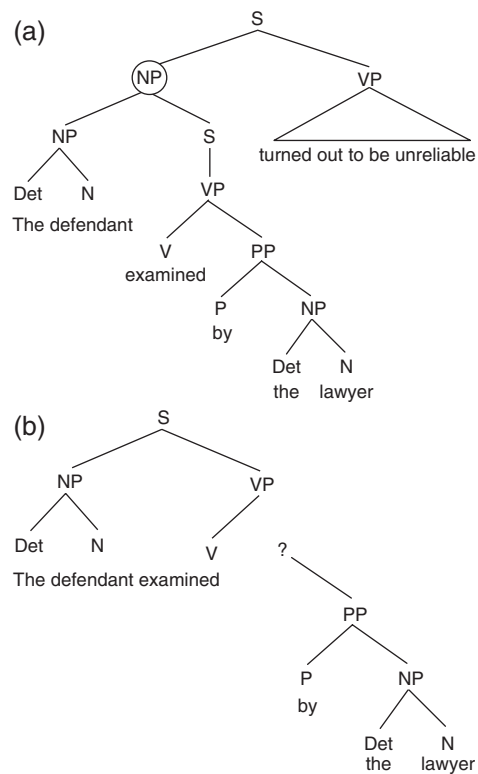 (a)
S
NP
VP
NP
S
turned out to be unreliable
Det N
VP
The defendant
V
PP
examined
P
NP
by
Det N
the lawyer
(b)
S
NP
VP
Det N
V
?
The defendant examined
PP
P
NP
by
Det N
the lawyer